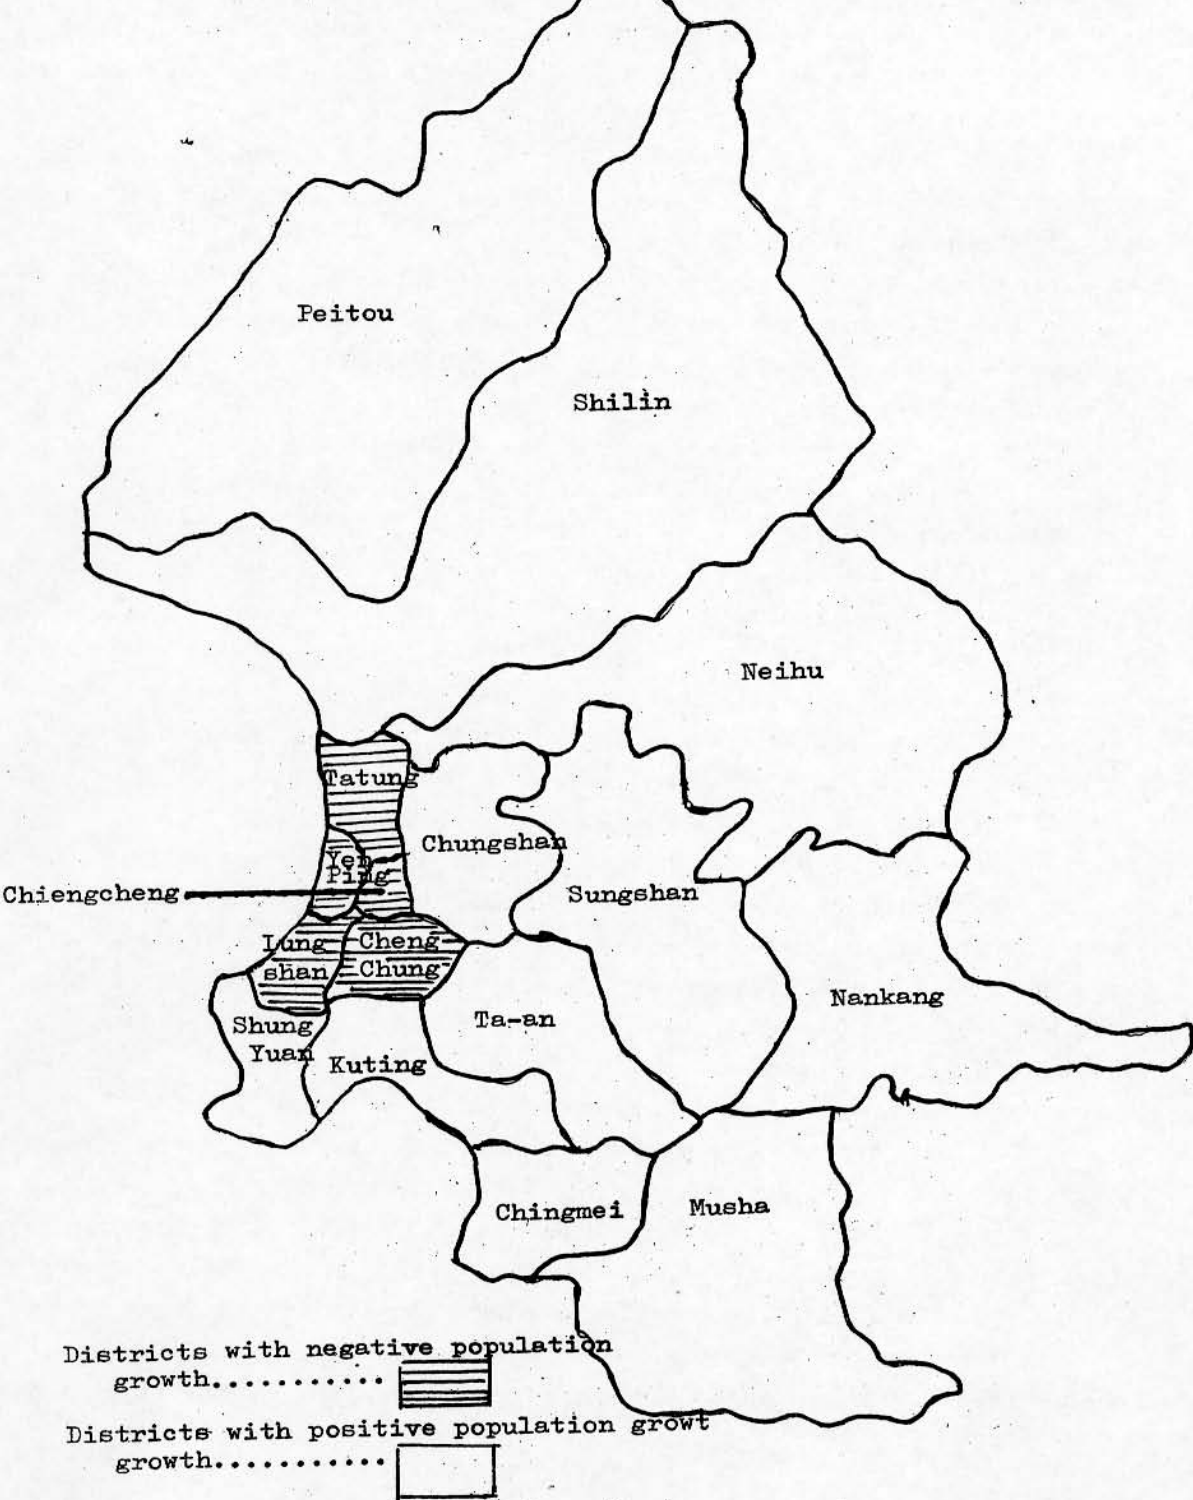 Peitou
Shilin
Neihu
Tatung
Chungshan
Yen
Ping
Chiengcheng
Sungshan
Lung
shan
Cheng
Chung
Nankang
Ta-an
Shung
Yuan
Kuting
Chingmei
Musha
Districts with negative population
growth...........
Districts with positive population growt
growth...........